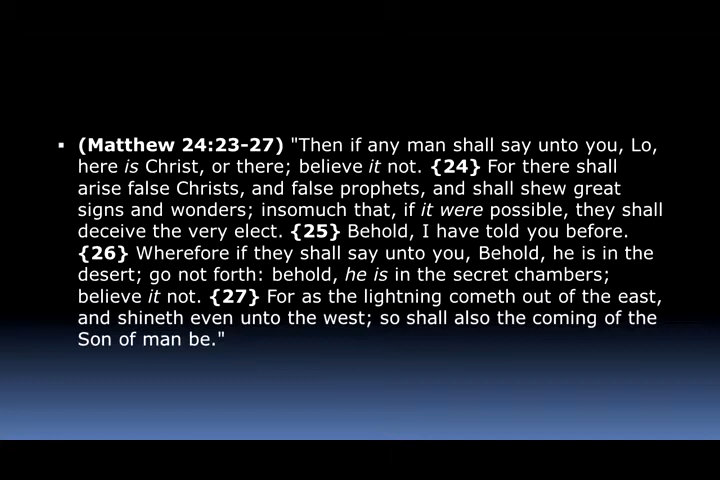 ▪ (Matthew 24:23-27) "Then if any man shall say unto you, Lo,
here is Christ, or there; believe it not. {24} For there shall
arise false Christs, and false prophets, and shall shew great
signs and wonders; insomuch that, if it were possible, they shall
deceive the very elect. {25} Behold, I have told you before.
{26} Wherefore if they shall say unto you, Behold, he is in the
desert; go not forth: behold, he is in the secret chambers;
believe it not. {27} For as the lightning cometh out of the east,
and shineth even unto the west; so shall also the coming of the
Son of man be."